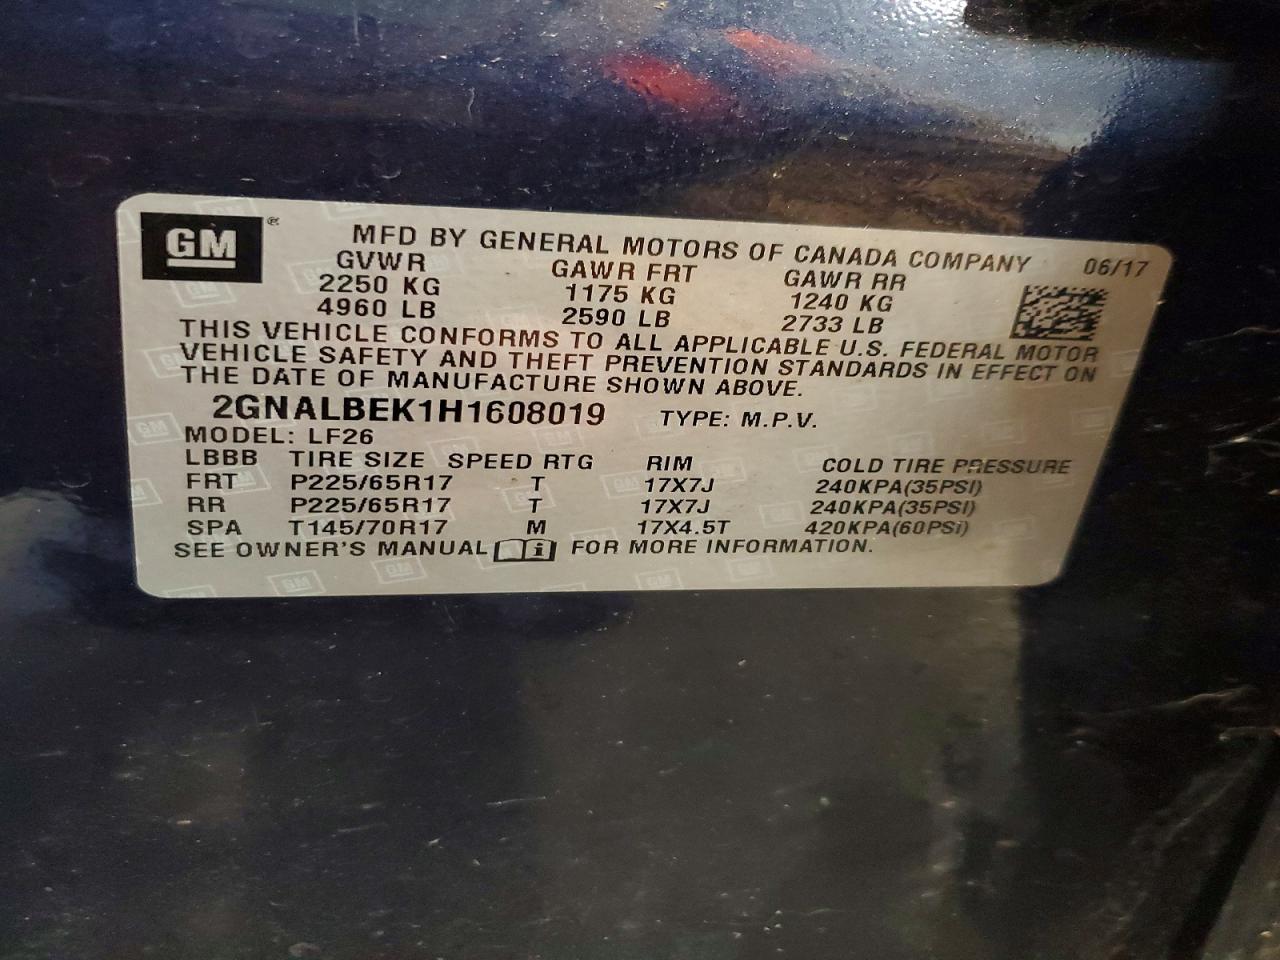 GM® MFD BY GENERAL MOTORS OF CANADA COMPANY 06/17
GVWR GAWR FRT GAWR RR
2250 KG 1175 KG 1240 KG
4960 LB 2590 LB 2733 LB
THIS VEHICLE CONFORMS TO ALL APPLICABLE U.S. FEDERAL MOTOR
VEHICLE SAFETY AND THEFT PREVENTION STANDARDS IN EFFECT ON
THE DATE OF MANUFACTURE SHOWN ABOVE.
2GNALBEK1H1608019 TYPE: M.P.V.
MODEL: LF26
LBBB TIRE SIZE SPEED RTG RIM COLD TIRE PRESSURE
FRT P225/65R17 T 17X7J 240KPA(35PSI)
RR P225/65R17 T 17X7J 240KPA(35PSI)
SPA T145/70R17 M 17X4.5T 420KPA(60PSI)
SEE OWNER'S MANUAL FOR MORE INFORMATION.